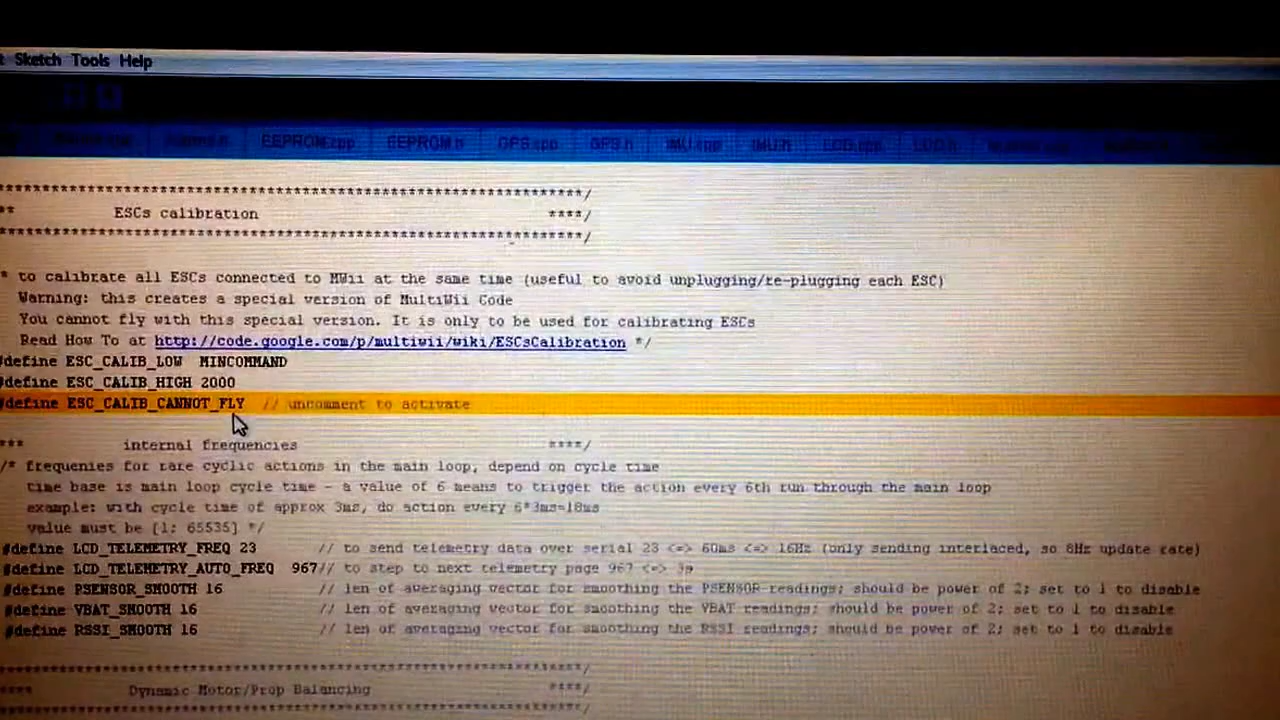 Sketch Tools Help
EEPROM.cpp EEPROM.h GPS.cpp GPS.h IMU.cpp IMU.h LCD.cpp LCD.h
****************************************************************/
** ESCs calibration ****/
****************************************************************/
* to calibrate all ESCs connected to MWii at the same time (useful to avoid unplugging/re-plugging each ESC)
Warning: this creates a special version of MultiWii Code
You cannot fly with this special version. It is only to be used for calibrating ESCs
Read How To at http://code.google.com/p/multiwii/wiki/ESCsCalibration */
#define ESC_CALIB_LOW MINCOMMAND
#define ESC_CALIB_HIGH 2000
#define ESC_CALIB_CANNOT_FLY // uncomment to activate
*** internal frequencies ****/
/* frequenies for rare cyclic actions in the main loop, depend on cycle time
time base is main loop cycle time - a value of 6 means to trigger the action every 6th run through the main loop
example: with cycle time of approx 3ms, do action every 6*3ms=18ms
value must be [1; 65535] */
#define LCD_TELEMETRY_FREQ 23 // to send telemetry data over serial 23 <=> 60ms <=> 16Hz (only sending interlaced, so 8Hz update rate)
#define LCD_TELEMETRY_AUTO_FREQ 967// to step to next telemetry page 967 <=> 3s
#define PSENSOR_SMOOTH 16 // len of averaging vector for smoothing the PSENSOR readings; should be power of 2; set to 1 to disable
#define VBAT_SMOOTH 16 // len of averaging vector for smoothing the VBAT readings; should be power of 2; set to 1 to disable
#define RSSI_SMOOTH 16 // len of averaging vector for smoothing the RSSI readings; should be power of 2; set to 1 to disable
****************************************************************/
**** Dynamic Motor/Prop Balancing ****/
****************************************************************/